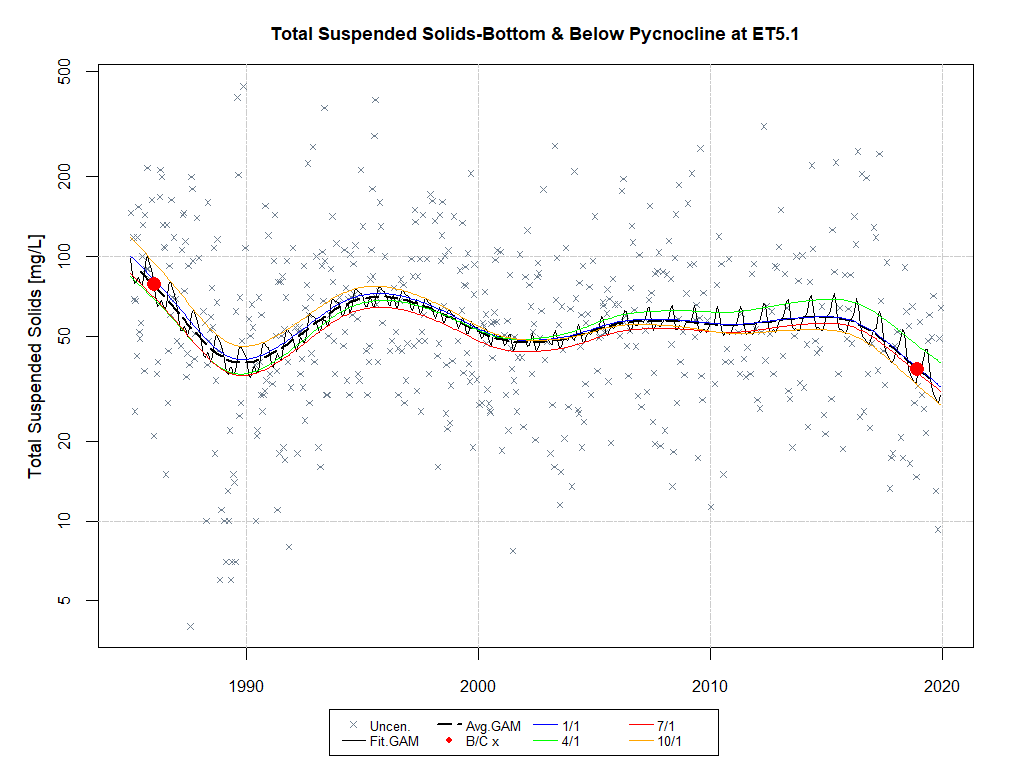 Total Suspended Solids-Bottom & Below Pycnocline at ET5.1
Total Suspended Solids [mg/L]
500
200
100
50
20
10
5
1990 2000 2010 2020
Uncen. Avg.GAM 1/1 7/1
Fit.GAM B/C x 4/1 10/1